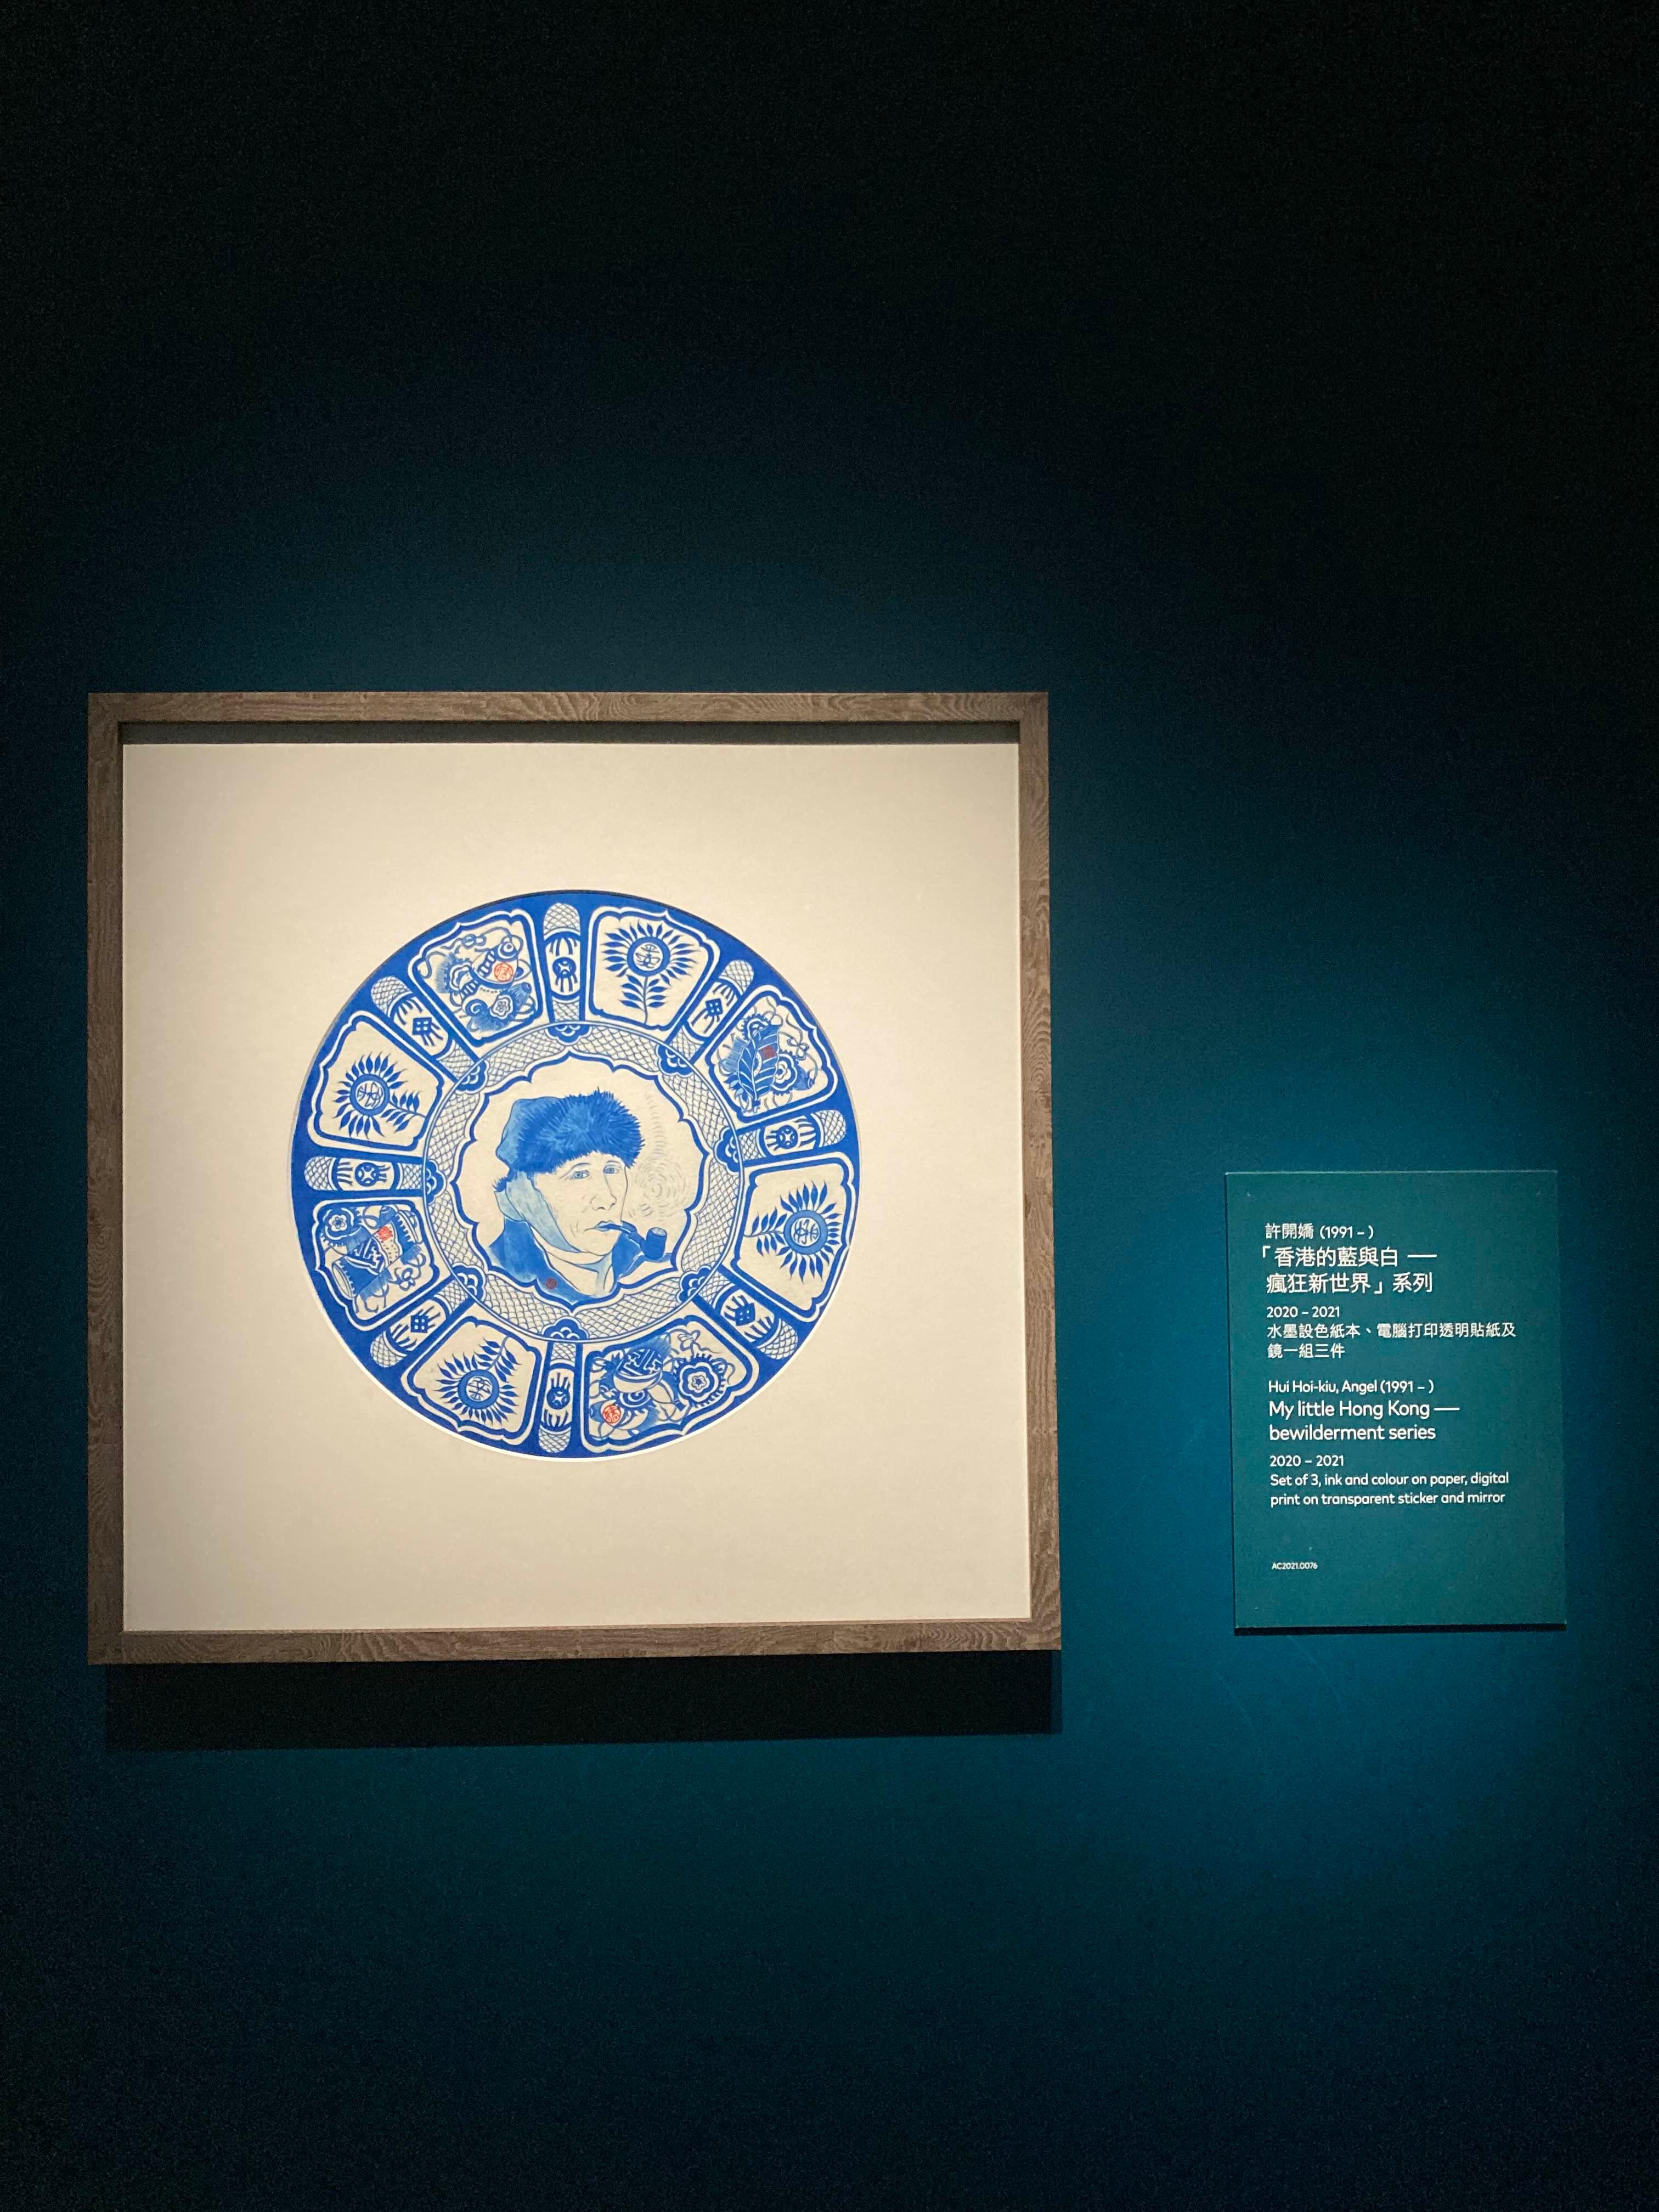 許開嬌 (1991 – )
「香港的藍與白 ——
瘋狂新世界」系列
2020 – 2021
水墨設色紙本、電腦打印透明貼紙及
鏡一組三件
Hui Hoi-kiu, Angel (1991 – )
My little Hong Kong ——
bewilderment series
2020 – 2021
Set of 3, ink and colour on paper, digital
print on transparent sticker and mirror
AC2021.0076